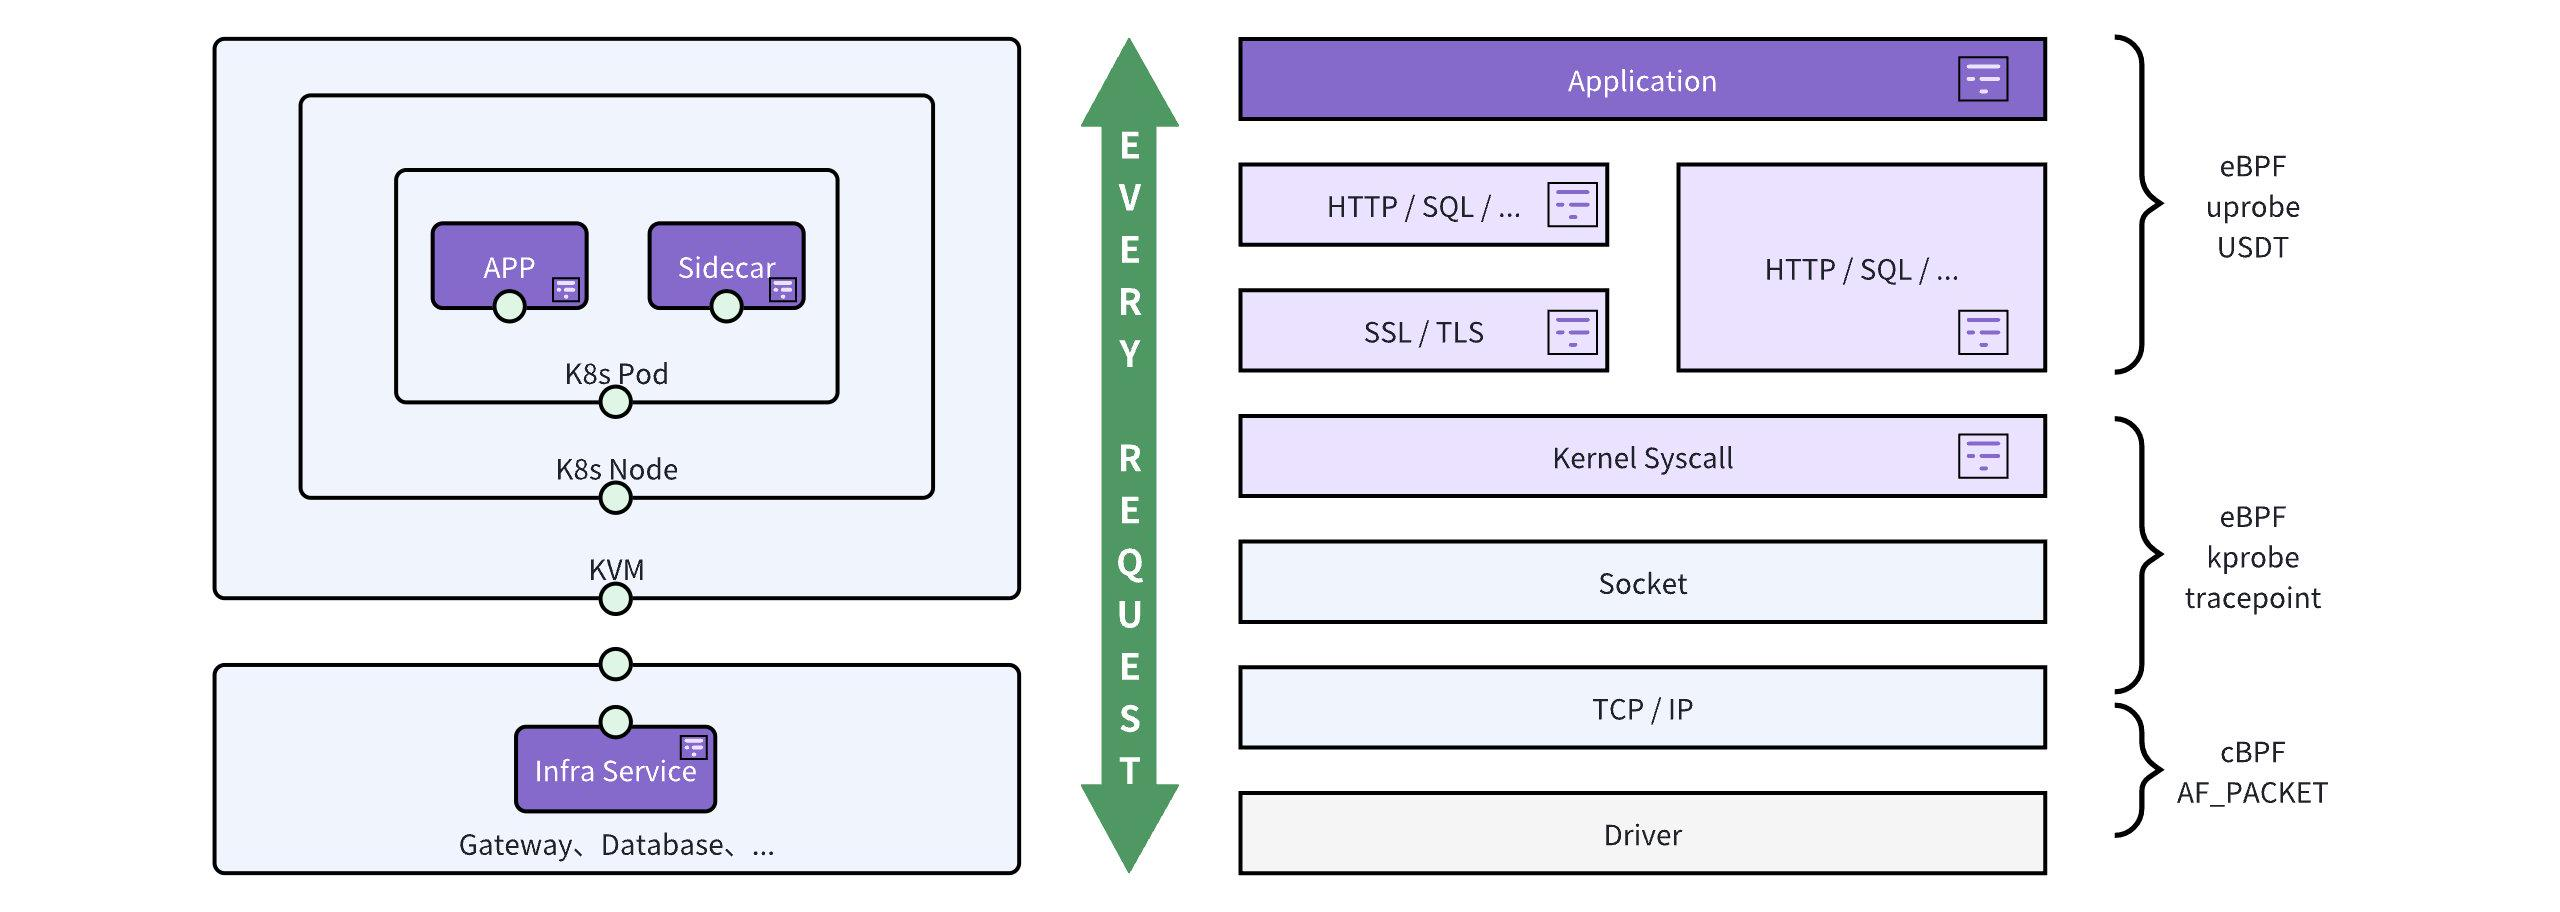 APP
Sidecar
K8s Pod
K8s Node
KVM
Infra Service
Gateway、Database、...
EVERY REQUEST
Application
HTTP / SQL / ...
SSL / TLS
HTTP / SQL / ...
Kernel Syscall
Socket
TCP / IP
Driver
eBPF
uprobe
USDT
eBPF
kprobe
tracepoint
cBPF
AF_PACKET